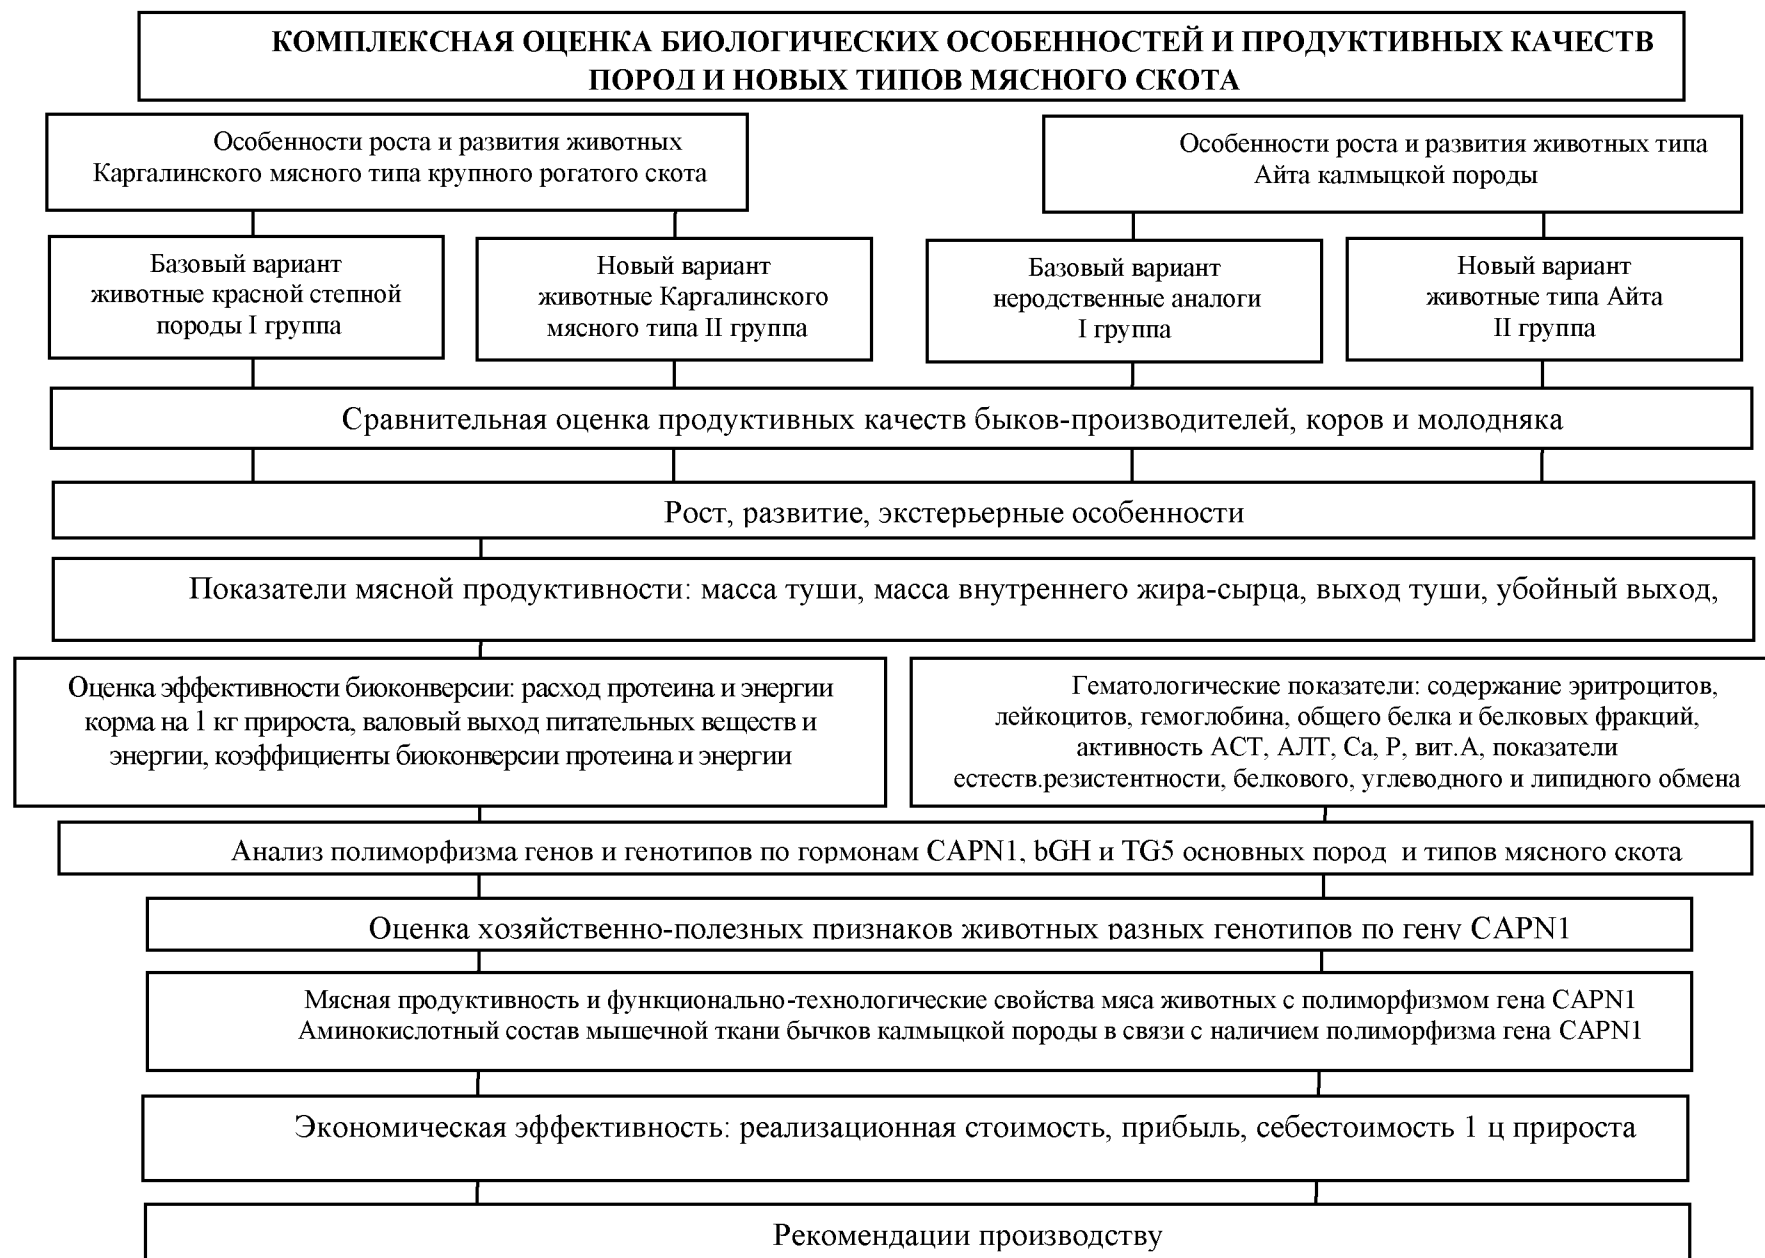 КОМПЛЕКСНАЯ ОЦЕНКА БИОЛОГИЧЕСКИХ ОСОБЕННОСТЕЙ И ПРОДУКТИВНЫХ КАЧЕСТВ
ПОРОД И НОВЫХ ТИПОВ МЯСНОГО СКОТА
Особенности роста и развития животных
Каргалинского мясного типа крупного рогатого скота
Особенности роста и развития животных типа
Айта калмыцкой породы
Базовый вариант
животные красной степной
породы I группа
Новый вариант
животные Каргалинского
мясного типа II группа
Базовый вариант
неродственные аналоги
I группа
Новый вариант
животные типа Айта
II группа
Сравнительная оценка продуктивных качеств быков-производителей, коров и молодняка
Рост, развитие, экстерьерные особенности
Показатели мясной продуктивности: масса туши, масса внутреннего жира-сырца, выход туши, убойный выход,
Оценка эффективности биоконверсии: расход протеина и энергии
корма на 1 кг прироста, валовый выход питательных веществ и
энергии, коэффициенты биоконверсии протеина и энергии
Гематологические показатели: содержание эритроцитов,
лейкоцитов, гемоглобина, общего белка и белковых фракций,
активность АСТ, АЛТ, Са, Р, вит.А, показатели
естеств.резистентности, белкового, углеводного и липидного обмена
Анализ полиморфизма генов и генотипов по гормонам CAPN1, bGH и TG5 основных пород и типов мясного скота
Оценка хозяйственно-полезных признаков животных разных генотипов по гену CAPN1
Мясная продуктивность и функционально-технологические свойства мяса животных с полиморфизмом гена CAPN1
Аминокислотный состав мышечной ткани бычков калмыцкой породы в связи с наличием полиморфизма гена CAPN1
Экономическая эффективность: реализационная стоимость, прибыль, себестоимость 1 ц прироста
Рекомендации производству